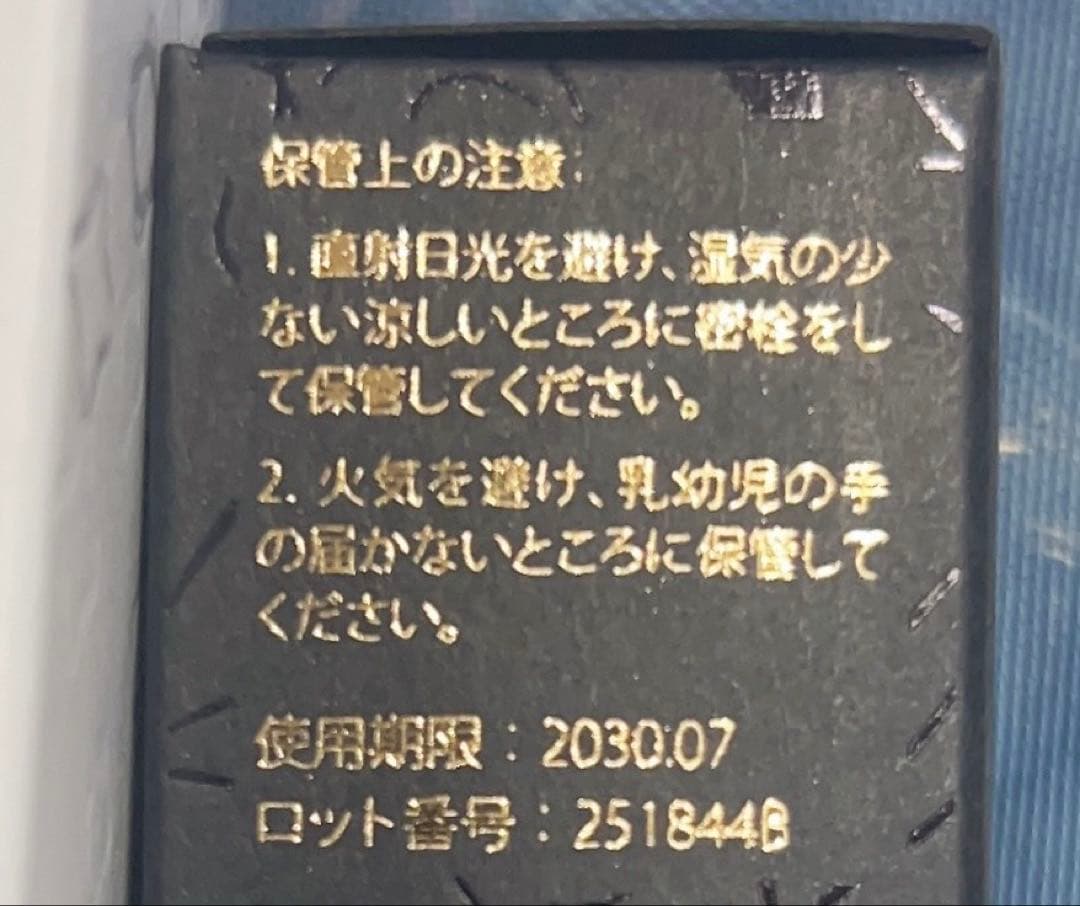 保管上の注意:
1. 直射日光を避け、湿気の少
ない涼しいところに密栓をし
て保管してください。
2. 火気を避け、乳幼児の手
の届かないところに保管して
ください。
使用期限：2030.07
ロット番号：251844B